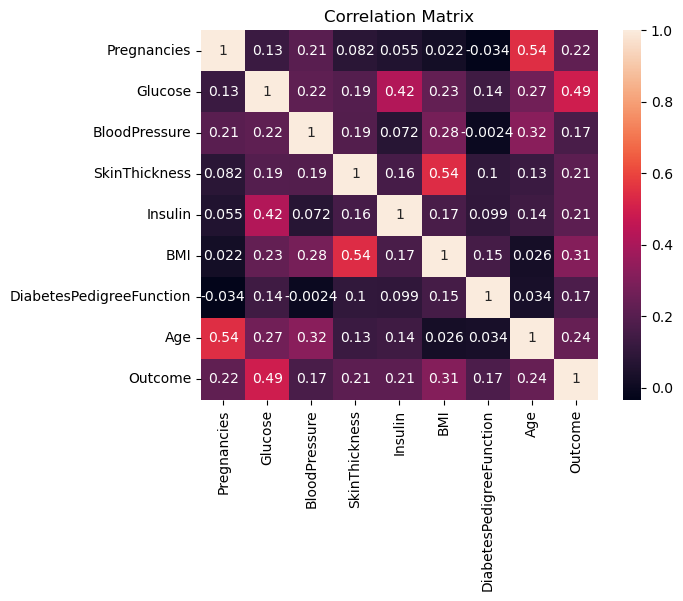 Correlation Matrix
Pregnancies 1 0.13 0.21 0.082 0.055 0.022 -0.034 0.54 0.22
Glucose 0.13 1 0.22 0.19 0.42 0.23 0.14 0.27 0.49
BloodPressure 0.21 0.22 1 0.19 0.072 0.28 -0.0024 0.32 0.17
SkinThickness 0.082 0.19 0.19 1 0.16 0.54 0.1 0.13 0.21
Insulin 0.055 0.42 0.072 0.16 1 0.17 0.099 0.14 0.21
BMI 0.022 0.23 0.28 0.54 0.17 1 0.15 0.026 0.31
DiabetesPedigreeFunction -0.034 0.14 -0.0024 0.1 0.099 0.15 1 0.034 0.17
Age 0.54 0.27 0.32 0.13 0.14 0.026 0.034 1 0.24
Outcome 0.22 0.49 0.17 0.21 0.21 0.31 0.17 0.24 1
Pregnancies
Glucose
BloodPressure
SkinThickness
Insulin
BMI
DiabetesPedigreeFunction
Age
Outcome
1.0
0.8
0.6
0.4
0.2
0.0